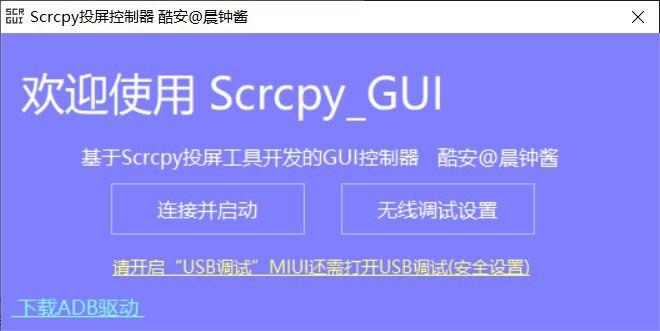 SCR
GUI
Scrcpy投屏控制器 酷安@晨钟酱
欢迎使用 Scrcpy_GUI
基于Scrcpy投屏工具开发的GUI控制器 酷安@晨钟酱
连接并启动 无线调试设置
请开启“USB调试”MIUI还需打开USB调试(安全设置)
下载ADB驱动